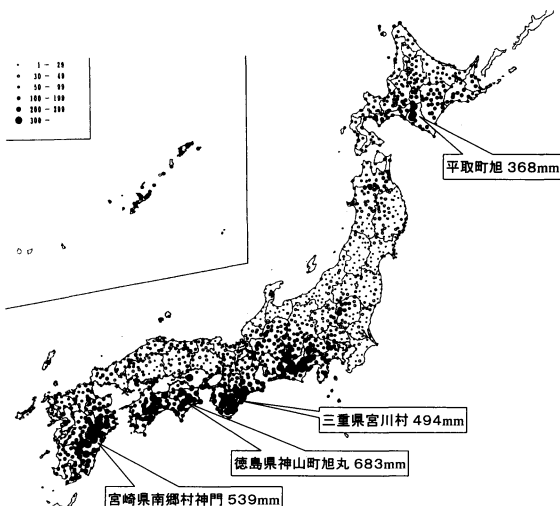 1 - 29
30 - 49
50 - 99
100 - 199
200 - 299
300 -
平取町旭 368mm
三重県宮川村 494mm
徳島県神山町旭丸 683mm
宮崎県南郷村神門 539mm